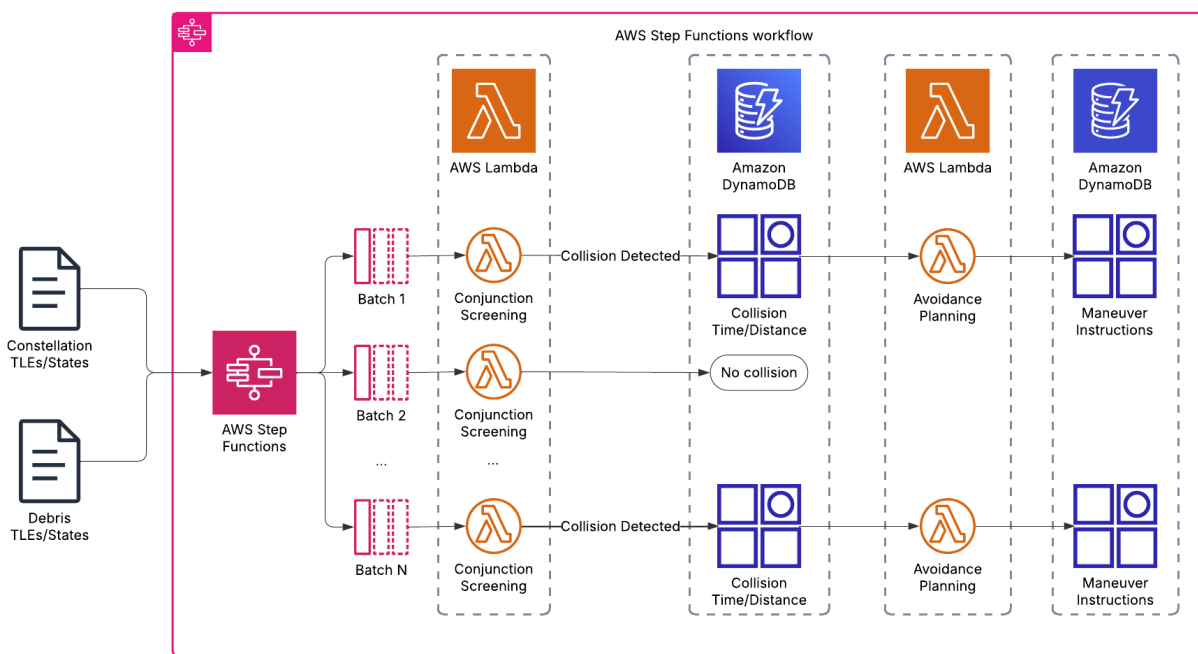 AWS Step Functions workflow
AWS Lambda
Amazon
DynamoDB
AWS Lambda
Amazon
DynamoDB
Constellation
TLEs/States
Debris
TLEs/States
AWS Step
Functions
Batch 1
Conjunction
Screening
Collision Detected
Collision
Time/Distance
Avoidance
Planning
Maneuver
Instructions
Batch 2
Conjunction
Screening
No collision
...
...
Batch N
Conjunction
Screening
Collision Detected
Collision
Time/Distance
Avoidance
Planning
Maneuver
Instructions